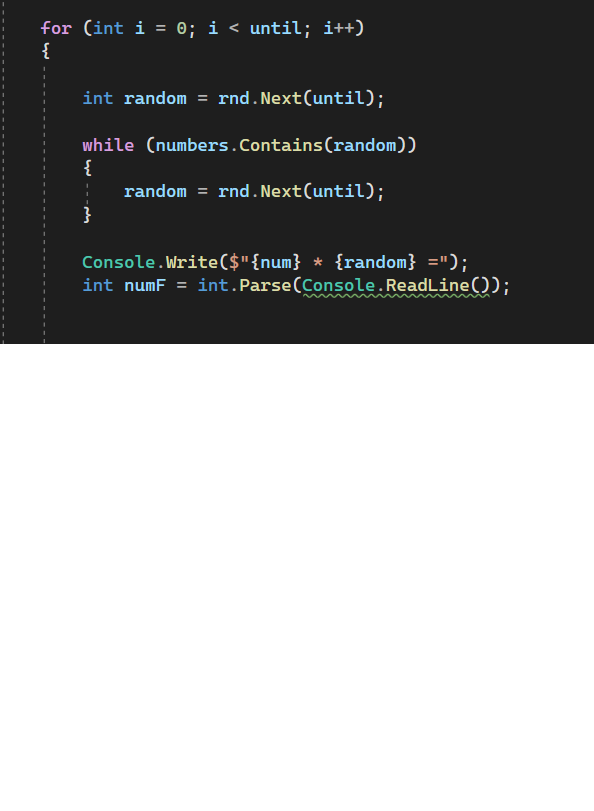 for (int i = 0; i < until; i++)
{
int random = rnd.Next(until);
while (numbers.Contains(random))
{
random = rnd.Next(until);
}
Console.Write($"{num} * {random} =");
int numF = int.Parse(Console.ReadLine());